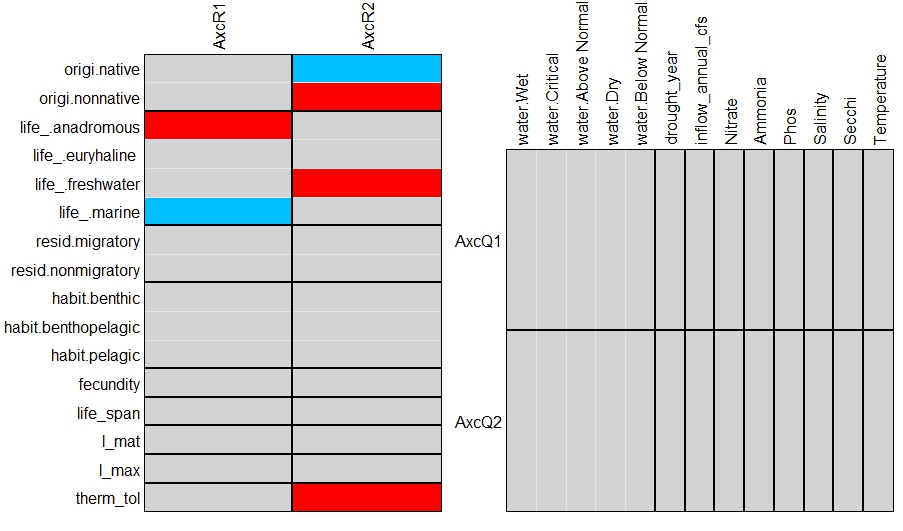 AxcR1
AxcR2
origi.native
origi.nonnative
life_.anadromous
life_.euryhaline
life_.freshwater
life_.marine
resid.migratory
resid.nonmigratory
habit.benthic
habit.benthopelagic
habit.pelagic
fecundity
life_span
l_mat
l_max
therm_tol
water.Wet
water.Critical
water.Above Normal
water.Dry
water.Below Normal
drought_year
inflow_annual_cfs
Nitrate
Ammonia
Phos
Salinity
Secchi
Temperature
AxcQ1
AxcQ2